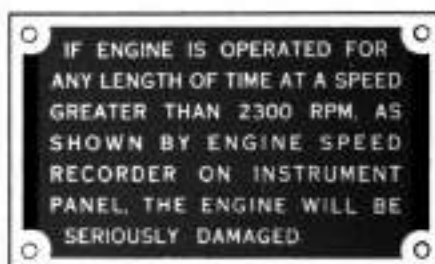 IF ENGINE IS OPERATED FOR
ANY LENGTH OF TIME AT A SPEED
GREATER THAN 2300 RPM, AS
SHOWN BY ENGINE SPEED
RECORDER ON INSTRUMENT
PANEL, THE ENGINE WILL BE
SERIOUSLY DAMAGED